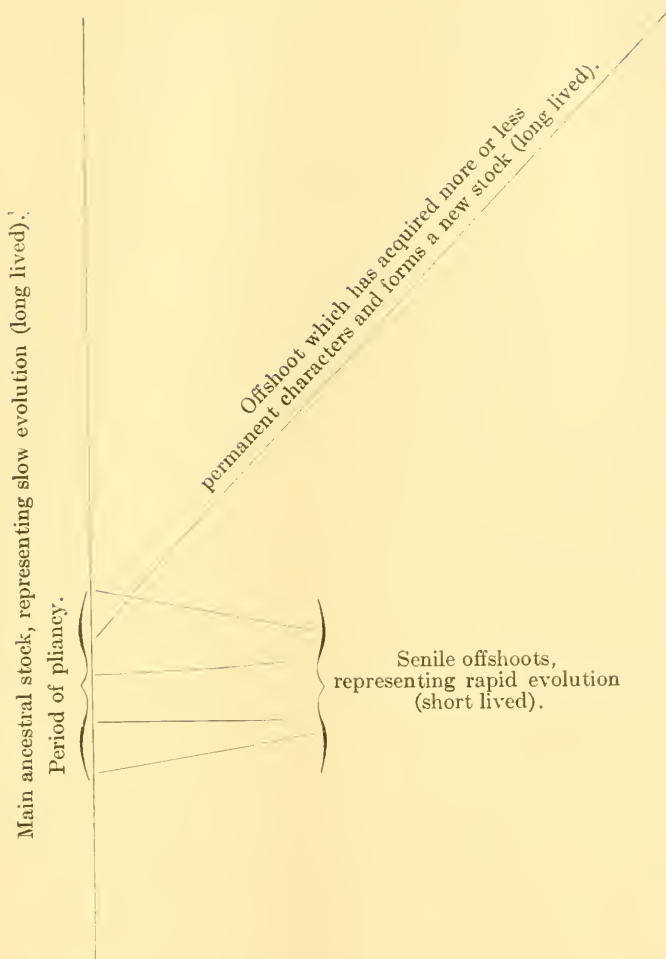 Main ancestral stock, representing slow evolution (long lived).¹
Period of pliancy.
Offshoot which has acquired more or less
permanent characters and forms a new stock (long lived).
Senile offshoots,
representing rapid evolution
(short lived).